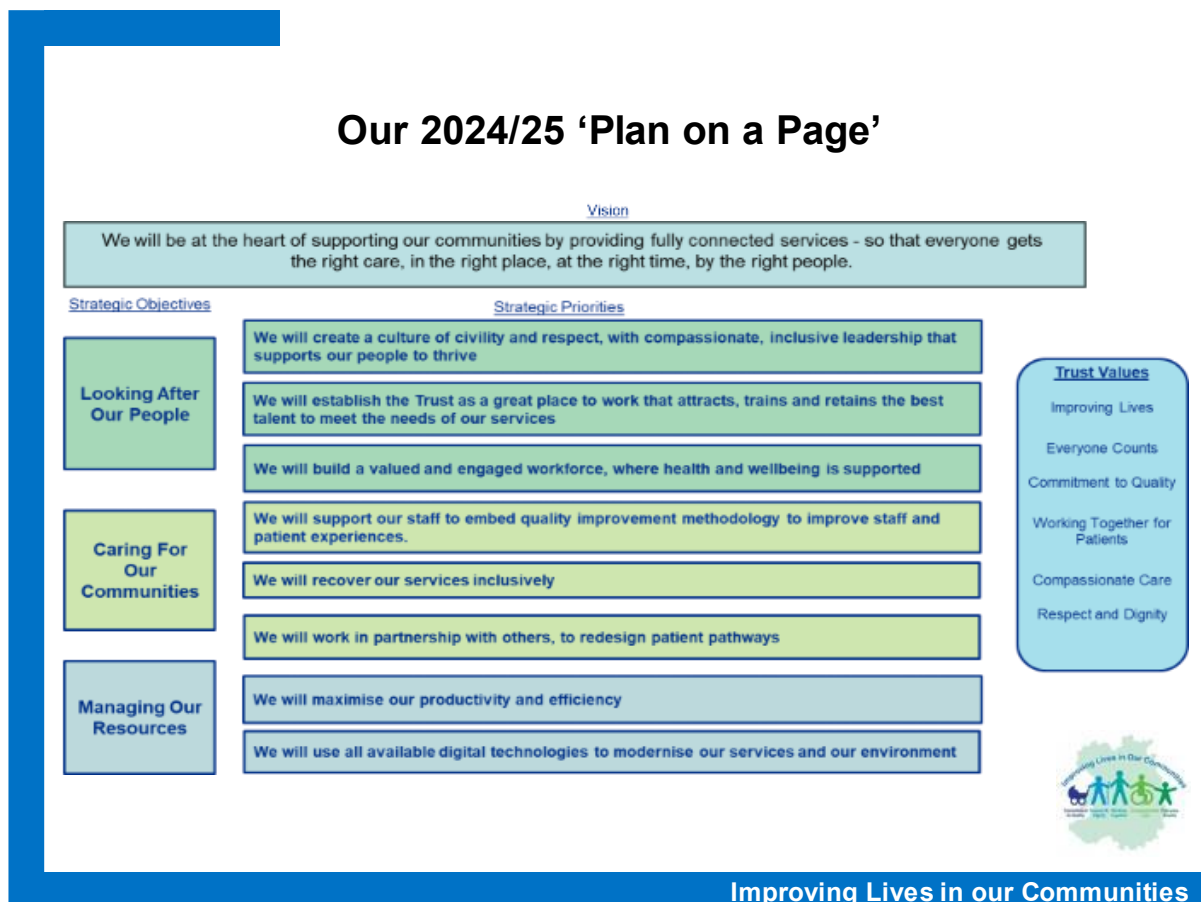 Our 2024/25 ‘Plan on a Page’
Vision
We will be at the heart of supporting our communities by providing fully connected services - so that everyone gets
the right care, in the right place, at the right time, by the right people.
Strategic Objectives
Strategic Priorities
Looking After
Our People
We will create a culture of civility and respect, with compassionate, inclusive leadership that
supports our people to thrive
We will establish the Trust as a great place to work that attracts, trains and retains the best
talent to meet the needs of our services
We will build a valued and engaged workforce, where health and wellbeing is supported
Caring For
Our
Communities
We will support our staff to embed quality improvement methodology to improve staff and
patient experiences.
We will recover our services inclusively
We will work in partnership with others, to redesign patient pathways
Managing Our
Resources
We will maximise our productivity and efficiency
We will use all available digital technologies to modernise our services and our environment
Trust Values
Improving Lives
Everyone Counts
Commitment to Quality
Working Together for
Patients
Compassionate Care
Respect and Dignity
Improving Lives in Our Communities
Improving Lives in our Communities